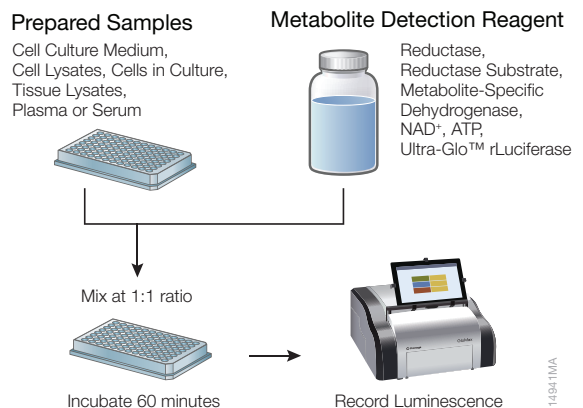 Prepared Samples
Cell Culture Medium,
Cell Lysates, Cells in Culture,
Tissue Lysates,
Plasma or Serum
Metabolite Detection Reagent
Reductase,
Reductase Substrate,
Metabolite-Specific
Dehydrogenase,
NAD⁺, ATP,
Ultra-Glo™ rLuciferase
Mix at 1:1 ratio
Incubate 60 minutes
Record Luminescence
14941MA